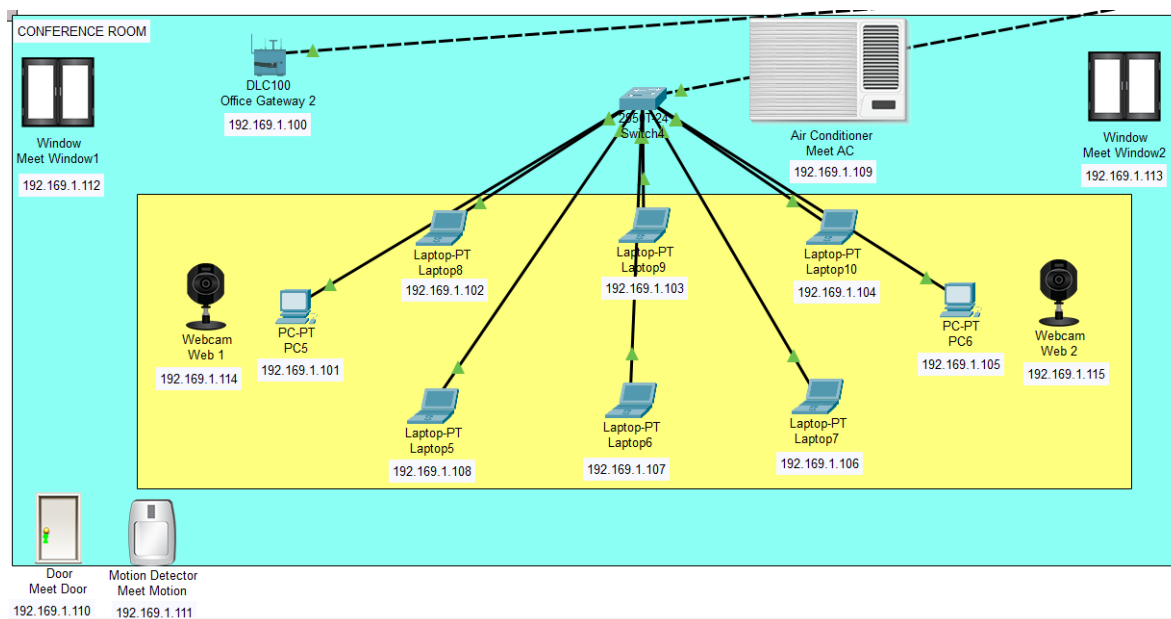 CONFERENCE ROOM
DLC100
Office Gateway 2
192.169.1.100
Window
Meet Window1
192.169.1.112
2950T-24
Switch4
Air Conditioner
Meet AC
192.169.1.109
Window
Meet Window2
192.169.1.113
Laptop-PT
Laptop8
192.169.1.102
Laptop-PT
Laptop9
192.169.1.103
Laptop-PT
Laptop10
192.169.1.104
Webcam
Web 1
192.169.1.114
PC-PT
PC5
192.169.1.101
PC-PT
PC6
192.169.1.105
Webcam
Web 2
192.169.1.115
Laptop-PT
Laptop5
192.169.1.108
Laptop-PT
Laptop6
192.169.1.107
Laptop-PT
Laptop7
192.169.1.106
Door
Meet Door
192.169.1.110
Motion Detector
Meet Motion
192.169.1.111